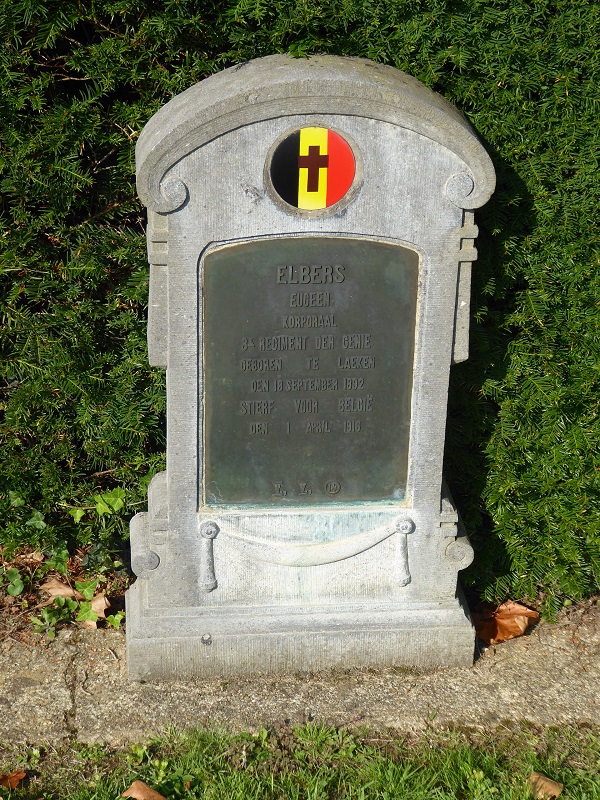 ELBERS
EUGEEN
KORPORAAL
3E REGIMENT DER GENIE
GEBOREN TE LAEKEN
DEN 18 SEPTEMBER 1892
STIERF VOOR BELGIË
DEN 1 APRIL 1918